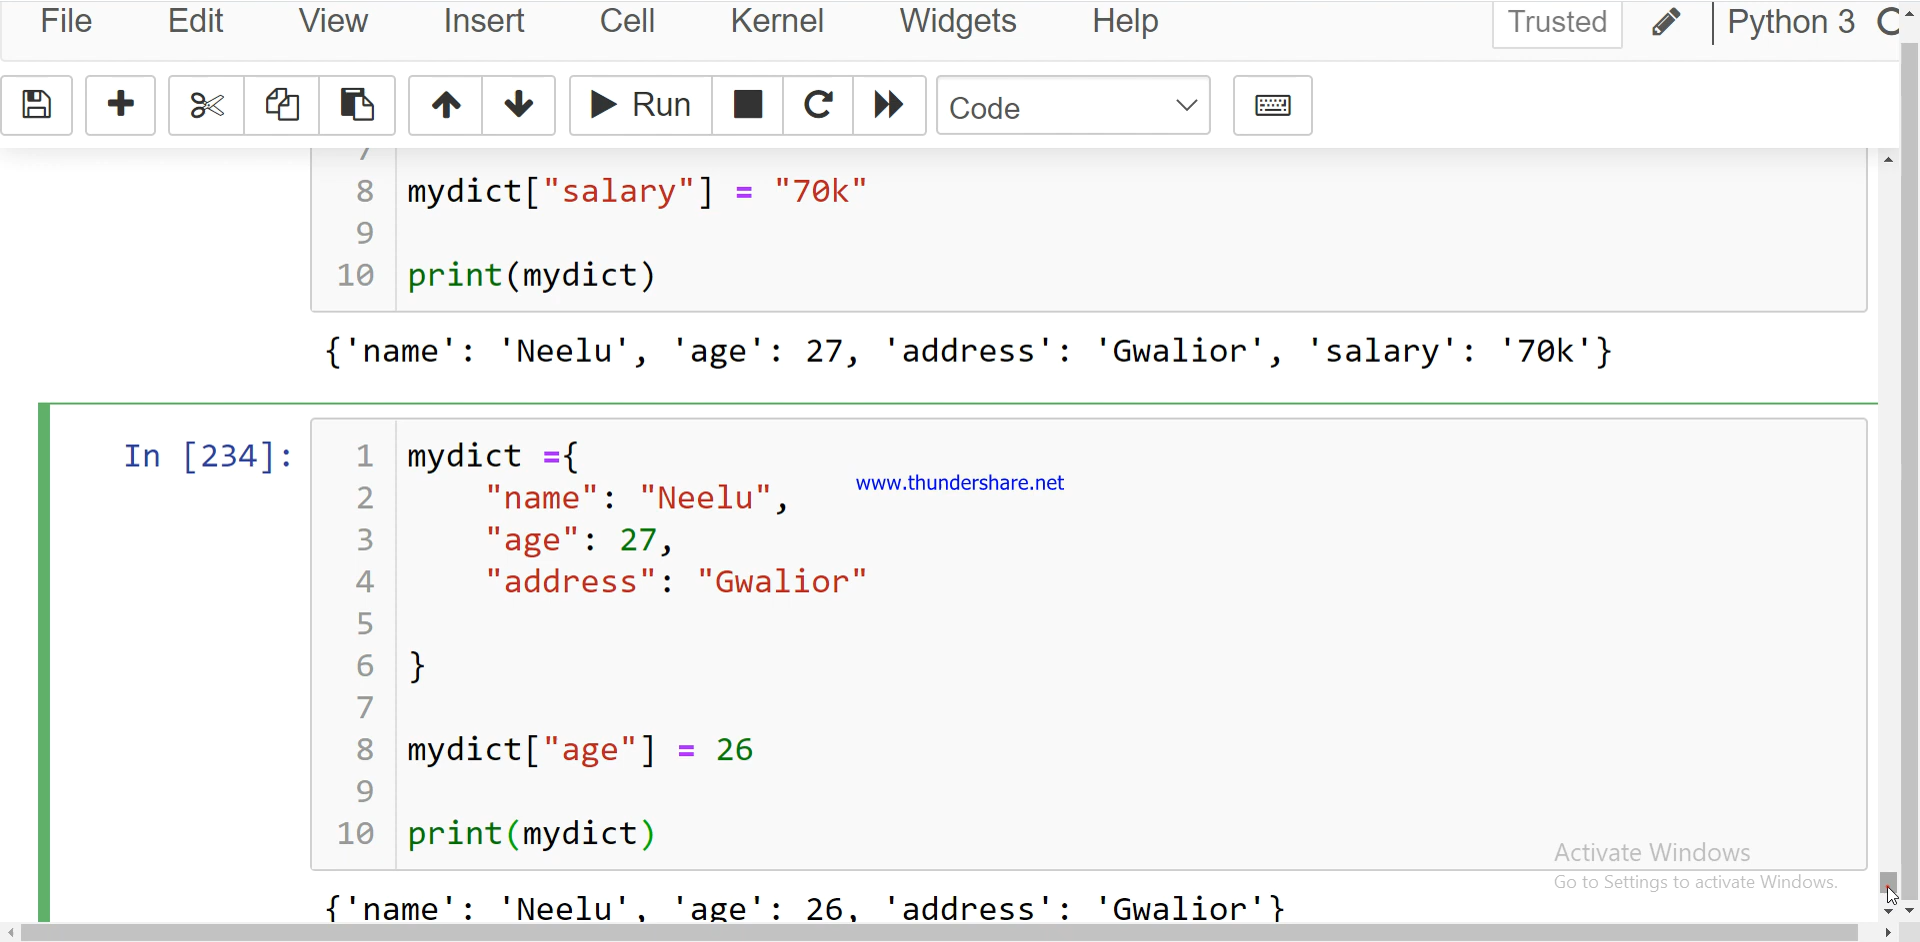 File Edit View Insert Cell Kernel Widgets Help Trusted Python 3
Run Code
7
8 mydict["salary"] = "70k"
9
10 print(mydict)
{'name': 'Neelu', 'age': 27, 'address': 'Gwalior', 'salary': '70k'}
In [234]: 1 mydict ={
www.thundershare.net
2 "name": "Neelu",
3 "age": 27,
4 "address": "Gwalior"
5
6 }
7
8 mydict["age"] = 26
9
10 print(mydict)
Activate Windows
Go to Settings to activate Windows.
{'name': 'Neelu', 'age': 26, 'address': 'Gwalior'}